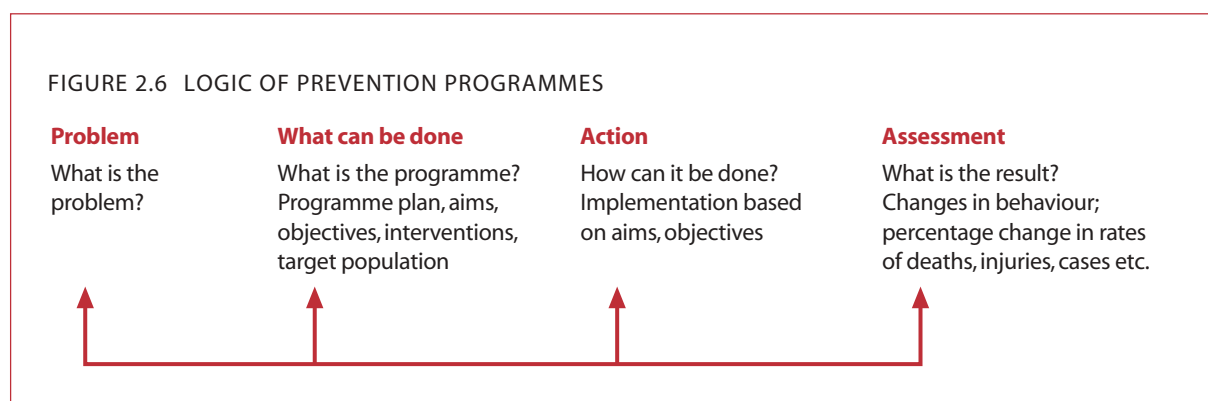 FIGURE 2.6 LOGIC OF PREVENTION PROGRAMMES
Problem
What is the
problem?
What can be done
What is the programme?
Programme plan, aims,
objectives, interventions,
target population
Action
How can it be done?
Implementation based
on aims, objectives
Assessment
What is the result?
Changes in behaviour;
percentage change in rates
of deaths, injuries, cases etc.